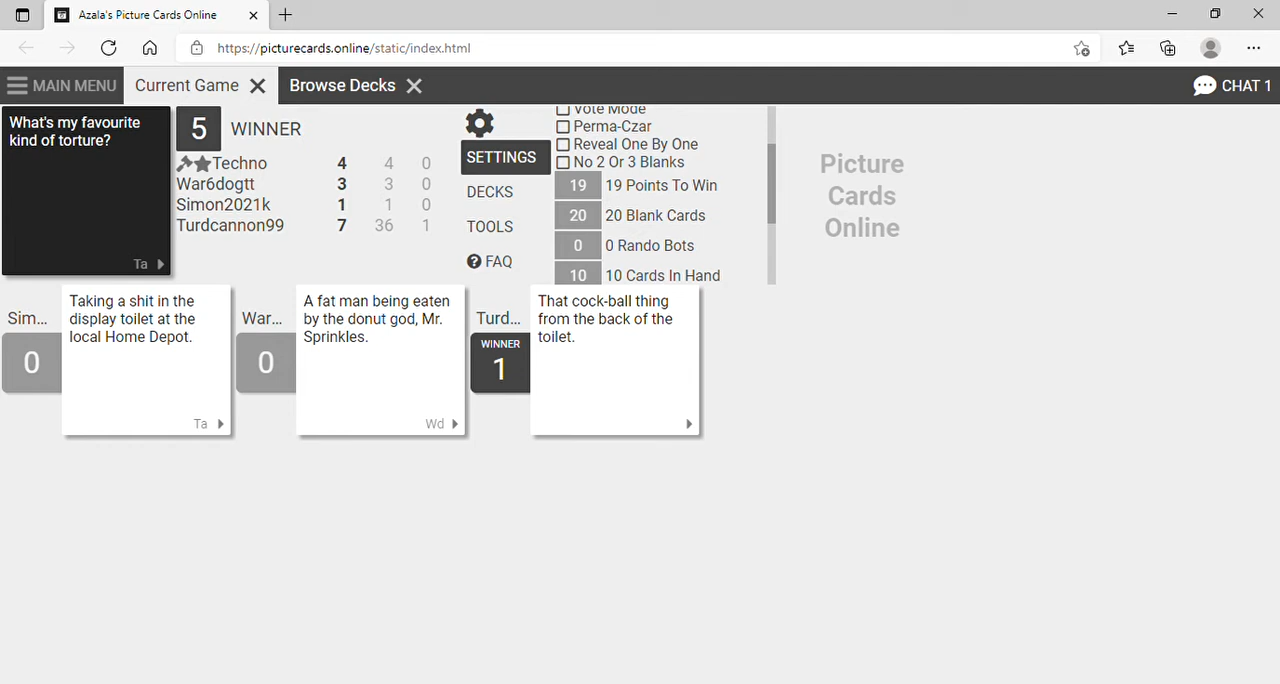 Azala's Picture Cards Online
https://picturecards.online/static/index.html
MAIN MENU
Current Game
Browse Decks
CHAT 1
What's my favourite
kind of torture?
Ta
5 WINNER
Techno 4 4 0
War6dogtt 3 3 0
Simon2021k 1 1 0
Turdcannon99 7 36 1
SETTINGS
DECKS
TOOLS
FAQ
Vote Mode
Perma-Czar
Reveal One By One
No 2 Or 3 Blanks
19 19 Points To Win
20 20 Blank Cards
0 0 Rando Bots
10 10 Cards In Hand
Picture
Cards
Online
Sim...
0
Taking a shit in the
display toilet at the
local Home Depot.
Ta
War...
0
A fat man being eaten
by the donut god, Mr.
Sprinkles.
Wd
Turd...
WINNER
1
That cock-ball thing
from the back of the
toilet.